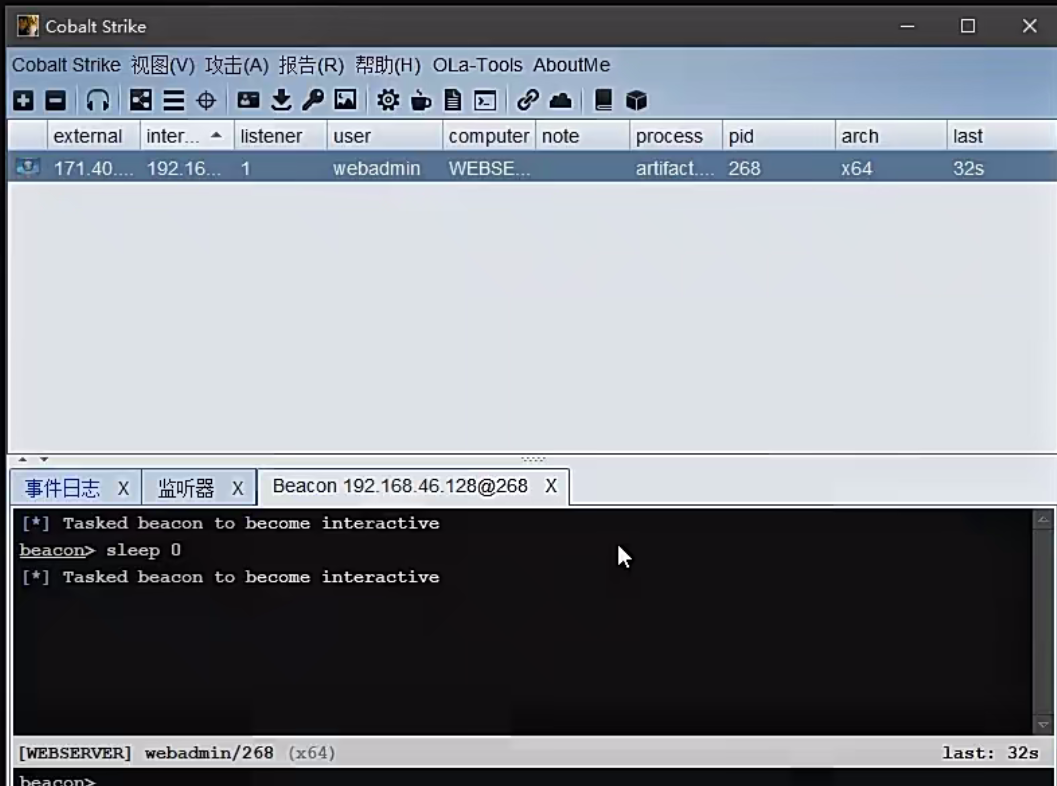 Cobalt Strike
Cobalt Strike 视图(V) 攻击(A) 报告(R) 帮助(H) OLa-Tools AboutMe
external inter... listener user computer note process pid arch last
171.40.... 192.16... 1 webadmin WEBSE... artifact.... 268 x64 32s
事件日志 X 监听器 X Beacon 192.168.46.128@268 X
[*] Tasked beacon to become interactive
beacon> sleep 0
[*] Tasked beacon to become interactive
[WEBSERVER] webadmin/268 (x64) last: 32s
beacon>